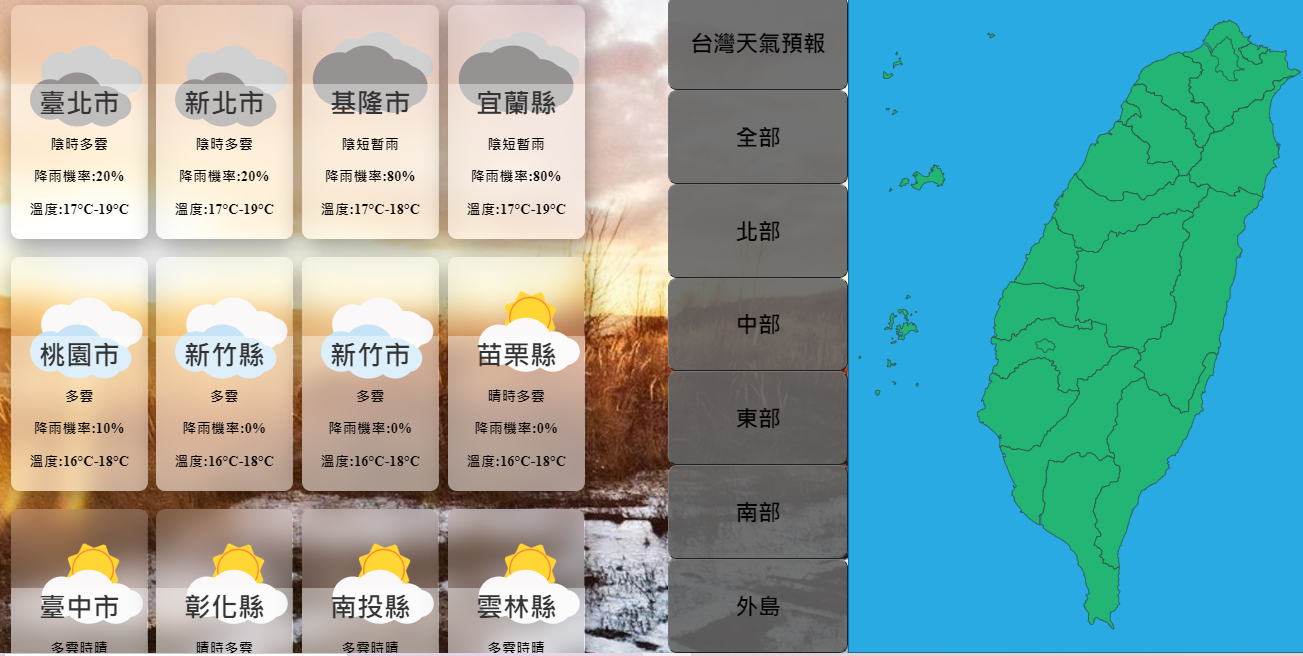 臺北市
陰時多雲
降雨機率:20%
溫度:17°C-19°C
新北市
陰時多雲
降雨機率:20%
溫度:17°C-19°C
基隆市
陰短暫雨
降雨機率:80%
溫度:17°C-18°C
宜蘭縣
陰短暫雨
降雨機率:80%
溫度:17°C-19°C
桃園市
多雲
降雨機率:10%
溫度:16°C-18°C
新竹縣
多雲
降雨機率:0%
溫度:16°C-18°C
新竹市
多雲
降雨機率:0%
溫度:16°C-18°C
苗栗縣
晴時多雲
降雨機率:0%
溫度:16°C-18°C
臺中市
多雲時晴
彰化縣
晴時多雲
南投縣
多雲時晴
雲林縣
多雲時晴
台灣天氣預報
全部
北部
中部
東部
南部
外島